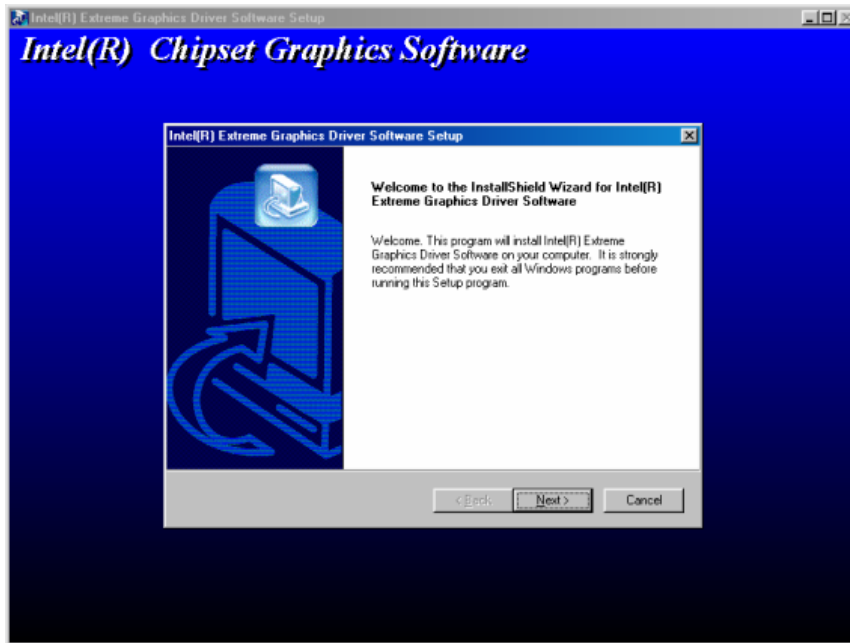 Intel(R) Extreme Graphics Driver Software Setup
Intel(R) Chipset Graphics Software
Intel(R) Extreme Graphics Driver Software Setup
Welcome to the InstallShield Wizard for Intel(R)
Extreme Graphics Driver Software
Welcome. This program will install Intel(R) Extreme
Graphics Driver Software on your computer. It is strongly
recommended that you exit all Windows programs before
running this Setup program.
< Back Next > Cancel